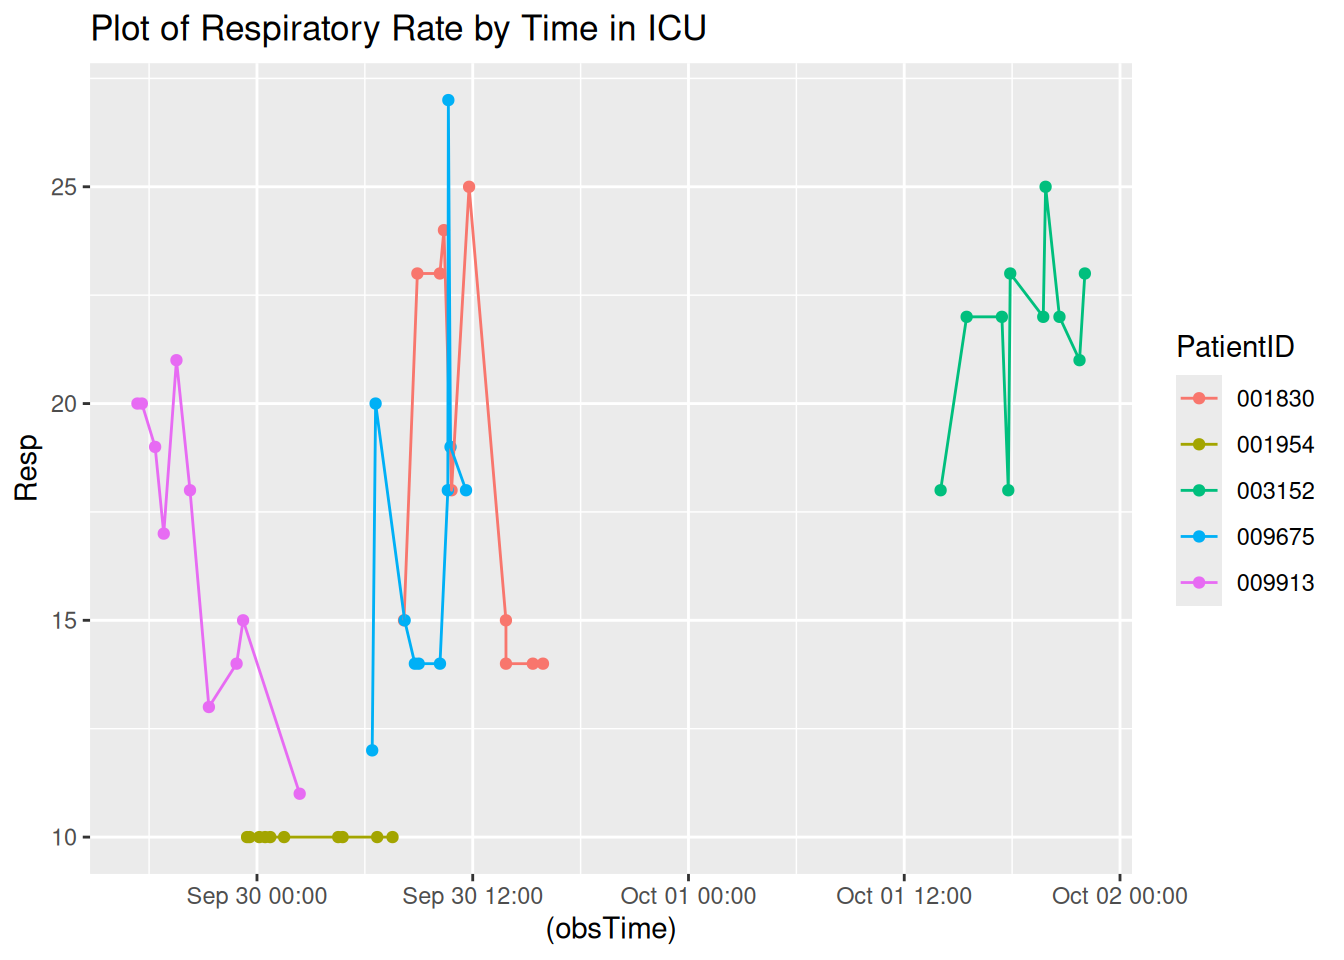 Plot of Respiratory Rate by Time in ICU
Resp
25
20
15
10
Sep 30 00:00
Sep 30 12:00
Oct 01 00:00
Oct 01 12:00
Oct 02 00:00
(obsTime)
PatientID
001830
001954
003152
009675
009913